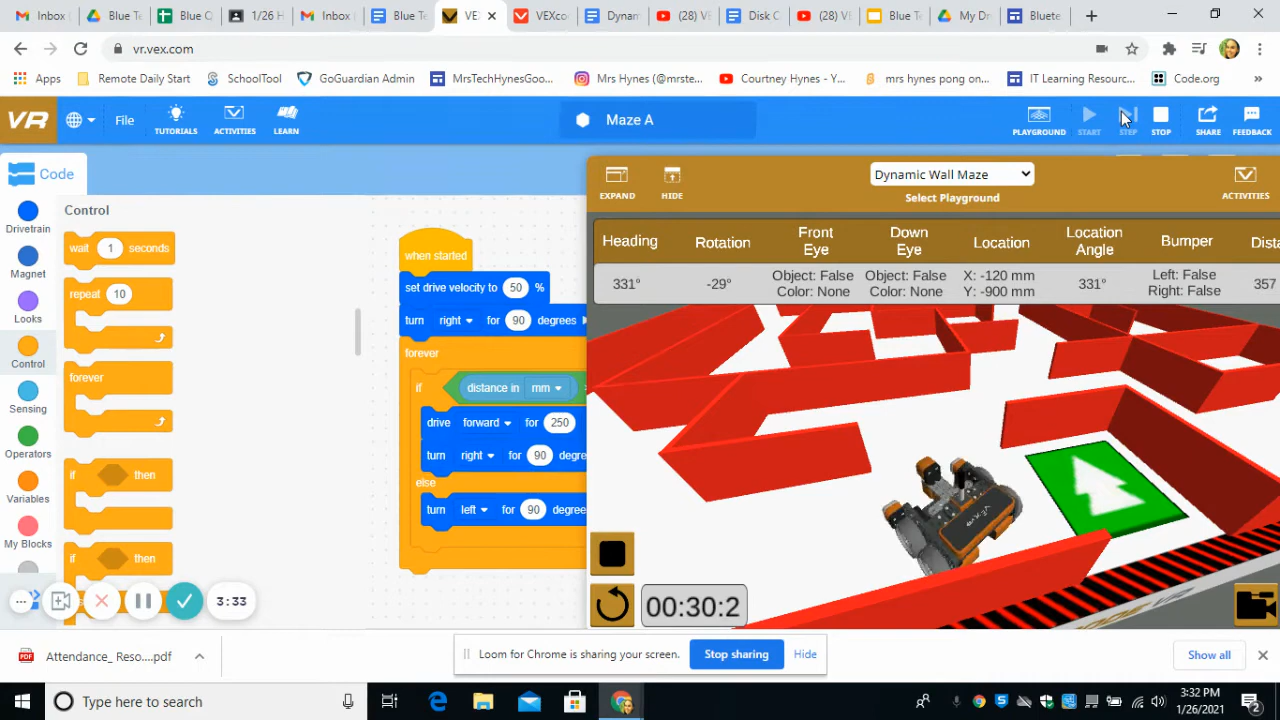 Inbox (
Blue Te
Blue C
1/26 H
Inbox (
Blue Te
VEX
VEXco
Dynam
(28) VE
Disk C
(28) VE
Blue Te
My Dr
Bluete
vr.vex.com
Apps
Remote Daily Start
SchoolTool
GoGuardian Admin
MrsTechHynesGoo...
Mrs Hynes (@mrste...
Courtney Hynes - Y...
mrs hynes pong on...
IT Learning Resourc...
Code.org
»
VR
File
TUTORIALS
ACTIVITIES
LEARN
Maze A
PLAYGROUND
START
STEP
STOP
SHARE
FEEDBACK
Code
Drivetrain
Magnet
Looks
Control
Sensing
Operators
Variables
My Blocks
Control
wait 1 seconds
repeat 10
forever
if then
if then
when started
set drive velocity to 50 %
turn right for 90 degrees
forever
if distance in mm
drive forward for 250
turn right for 90 degre
else
turn left for 90 degree
EXPAND
HIDE
Dynamic Wall Maze
Select Playground
ACTIVITIES
Heading
Rotation
Front Eye
Down Eye
Location
Location Angle
Bumper
Dista
331°
-29°
Object: False
Color: None
Object: False
Color: None
X: -120 mm
Y: -900 mm
331°
Left: False
Right: False
357
00:30:2
3:33
Attendance_ Reso....pdf
Loom for Chrome is sharing your screen.
Stop sharing
Hide
Show all
Type here to search
3:32 PM
1/26/2021
2